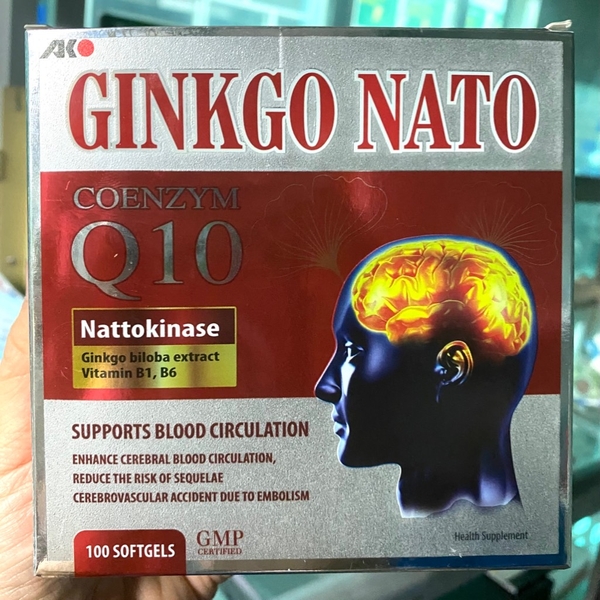 AKO
GINKGO NATO
COENZYM
Q10
Nattokinase
Ginkgo biloba extract
Vitamin B1, B6
SUPPORTS BLOOD CIRCULATION
ENHANCE CEREBRAL BLOOD CIRCULATION,
REDUCE THE RISK OF SEQUELAE
CEREBROVASCULAR ACCIDENT DUE TO EMBOLISM
100 SOFTGELS
GMP
CERTIFIED
Health Supplement